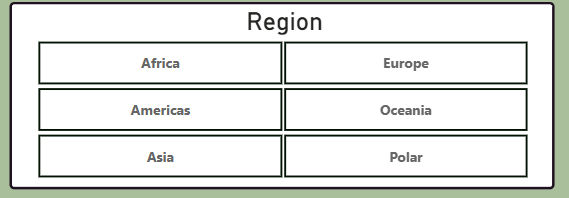 Region
Africa Europe
Americas Oceania
Asia Polar